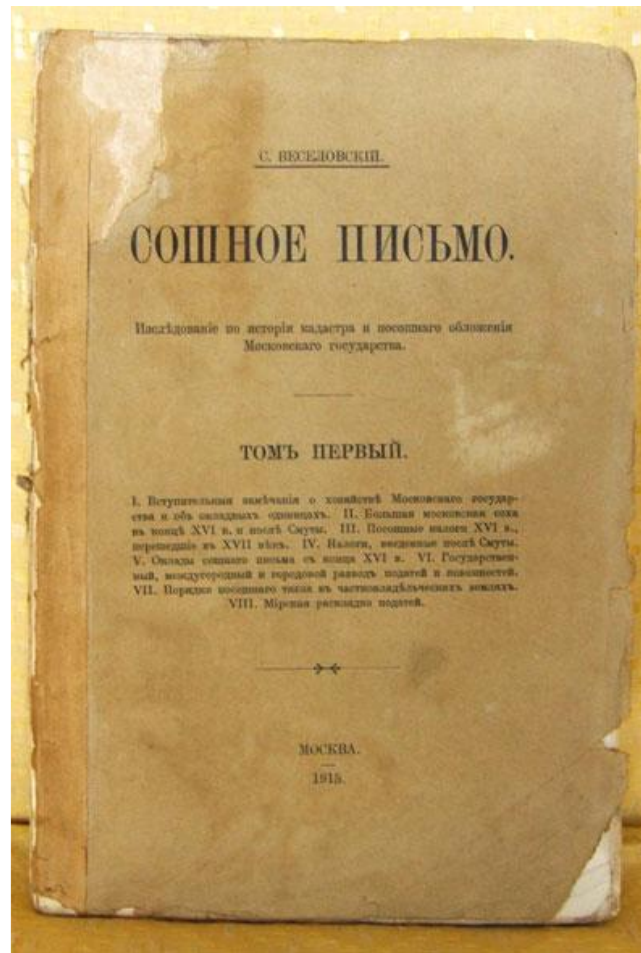 С. ВЕСЕЛОВСКІЙ.
СОШНОЕ ПИСЬМО.
Изслѣдованіе по исторіи кадастра и посошнаго обложенія
Московскаго государства.
ТОМЪ ПЕРВЫЙ.
I. Вступительныя замѣчанія о хозяйствѣ Московскаго государ-
ства и объ окладныхъ единицахъ. II. Большая московская соха
въ концѣ XVI в. и послѣ Смуты. III. Посошные налоги XVI в.,
перешедшіе въ XVII вѣкъ. IV. Налоги, введенные послѣ Смуты.
V. Оклады сошнаго письма съ конца XVI в. VI. Государствен-
ный, междугородный и городовой разводъ податей и повинностей.
VII. Порядки посошнаго тягла въ частновладѣльческихъ земляхъ.
VIII. Мірская раскладка податей.
МОСКВА.
1915.